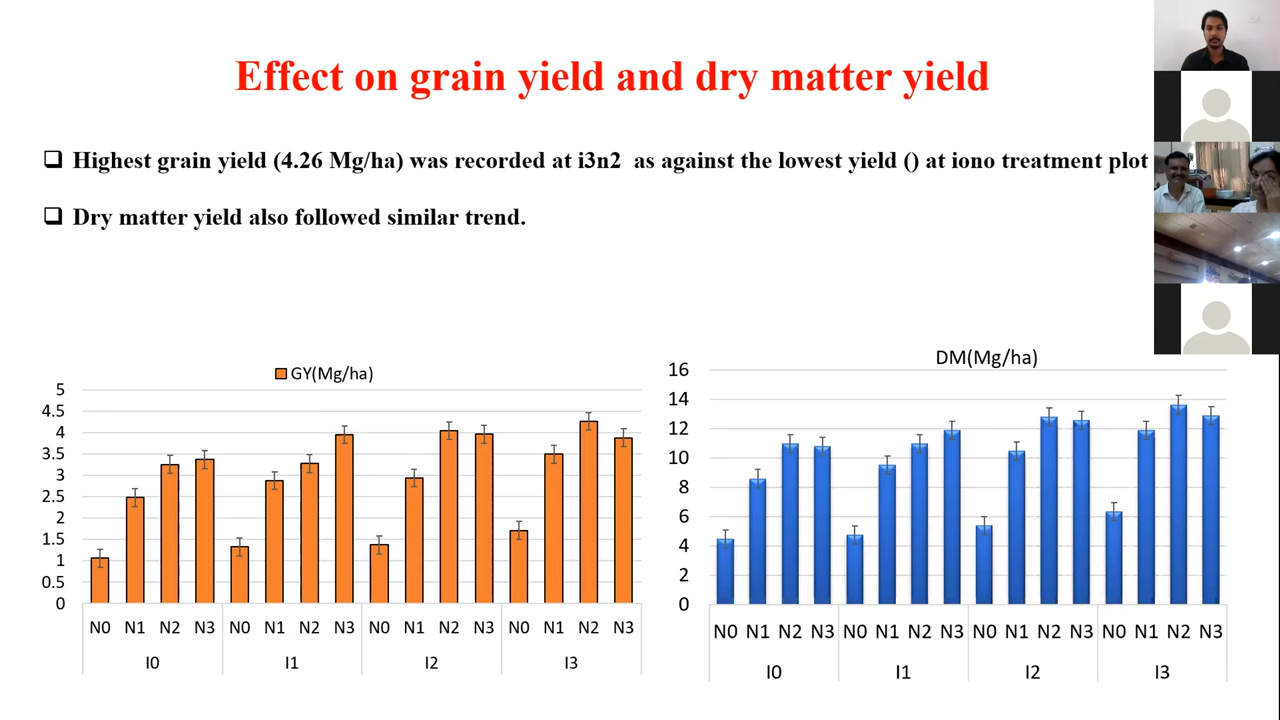 Effect on grain yield and dry matter yield
Highest grain yield (4.26 Mg/ha) was recorded at i3n2 as against the lowest yield () at iono treatment plot
Dry matter yield also followed similar trend.
GY(Mg/ha)
5
4.5
4
3.5
3
2.5
2
1.5
1
0.5
0
N0 N1 N2 N3 N0 N1 N2 N3 N0 N1 N2 N3 N0 N1 N2 N3
I0 I1 I2 I3
DM(Mg/ha)
16
14
12
10
8
6
4
2
0
N0 N1 N2 N3 N0 N1 N2 N3 N0 N1 N2 N3 N0 N1 N2 N3
I0 I1 I2 I3